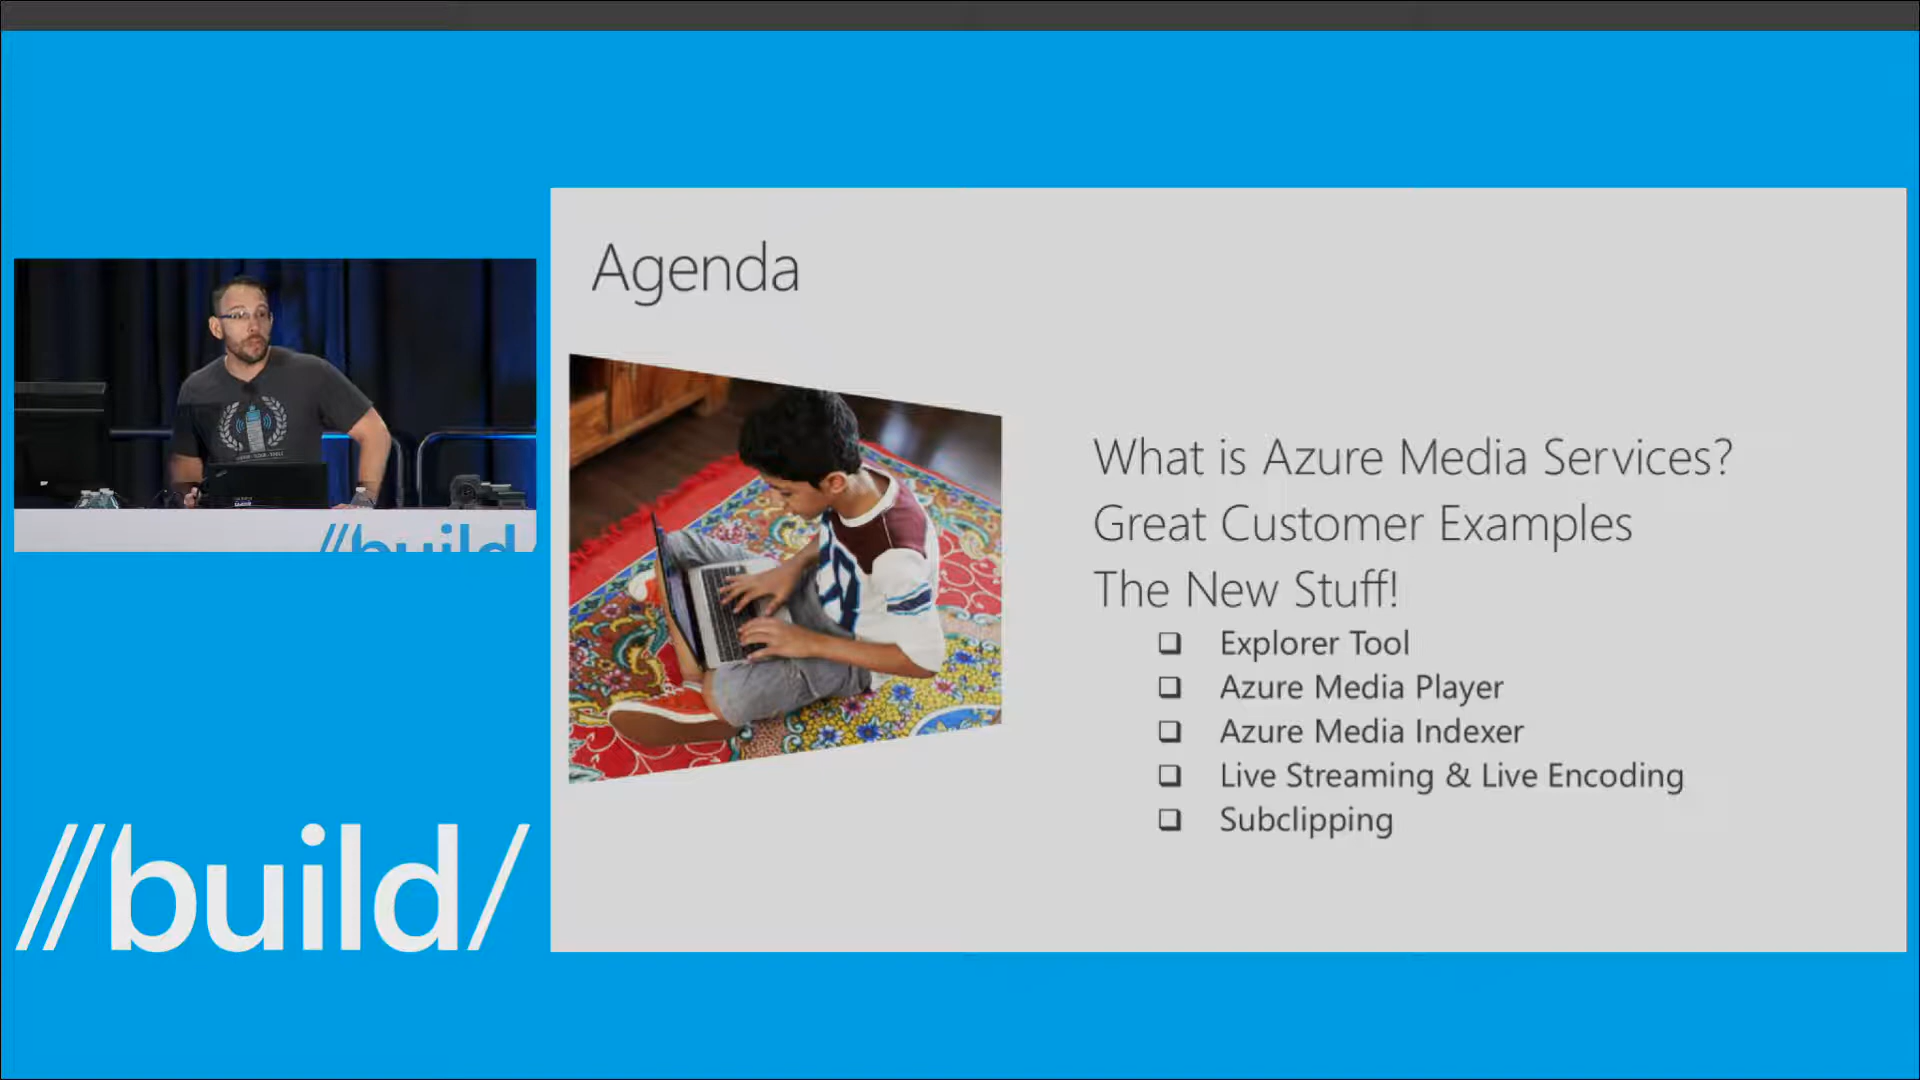 Agenda
What is Azure Media Services?
Great Customer Examples
The New Stuff!
❑ Explorer Tool
❑ Azure Media Player
❑ Azure Media Indexer
❑ Live Streaming & Live Encoding
❑ Subclipping
//build
//build/